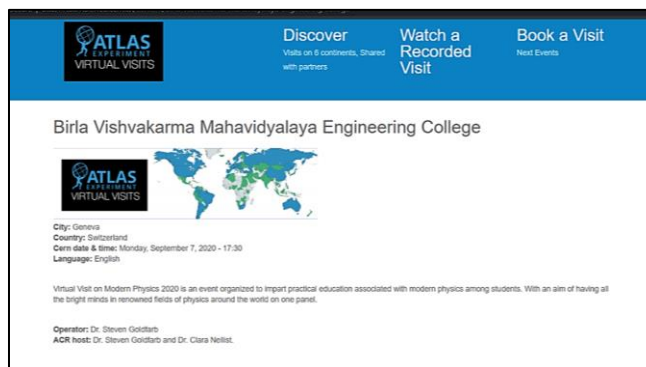 ATLAS
EXPERIMENT
VIRTUAL VISITS
Discover
Visits on 6 continents, Shared
with partners
Watch a
Recorded
Visit
Book a Visit
Next Events
Birla Vishvakarma Mahavidyalaya Engineering College
ATLAS
EXPERIMENT
VIRTUAL VISITS
City: Geneva
Country: Switzerland
Cern date & time: Monday, September 7, 2020 - 17:30
Language: English
Virtual Visit on Modern Physics 2020 is an event organized to impart practical education associated with modern physics among students. With an aim of having all
the bright minds in renowned fields of physics around the world on one panel.
Operator: Dr. Steven Goldfarb
ACR host: Dr. Steven Goldfarb and Dr. Clara Nellist.